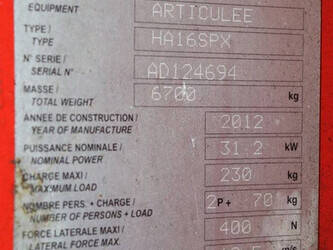 EQUIPMENT ARTICULEE
TYPE /
TYPE HA16SPX
N° SERIE /
SERIAL N° AD124694
MASSE /
TOTAL WEIGHT 6700 kg
ANNEE DE CONSTRUCTION /
YEAR OF MANUFACTURE 2012
PUISSANCE NOMINALE /
NOMINAL POWER 31.2 kW
CHARGE MAXI /
MAXIMUM LOAD 230 kg
NOMBRE PERS. + CHARGE /
NUMBER OF PERSONS + LOAD 2P+ 70 kg
FORCE LATERALE MAXI /
LATERAL FORCE MAX. 400 N
m/s